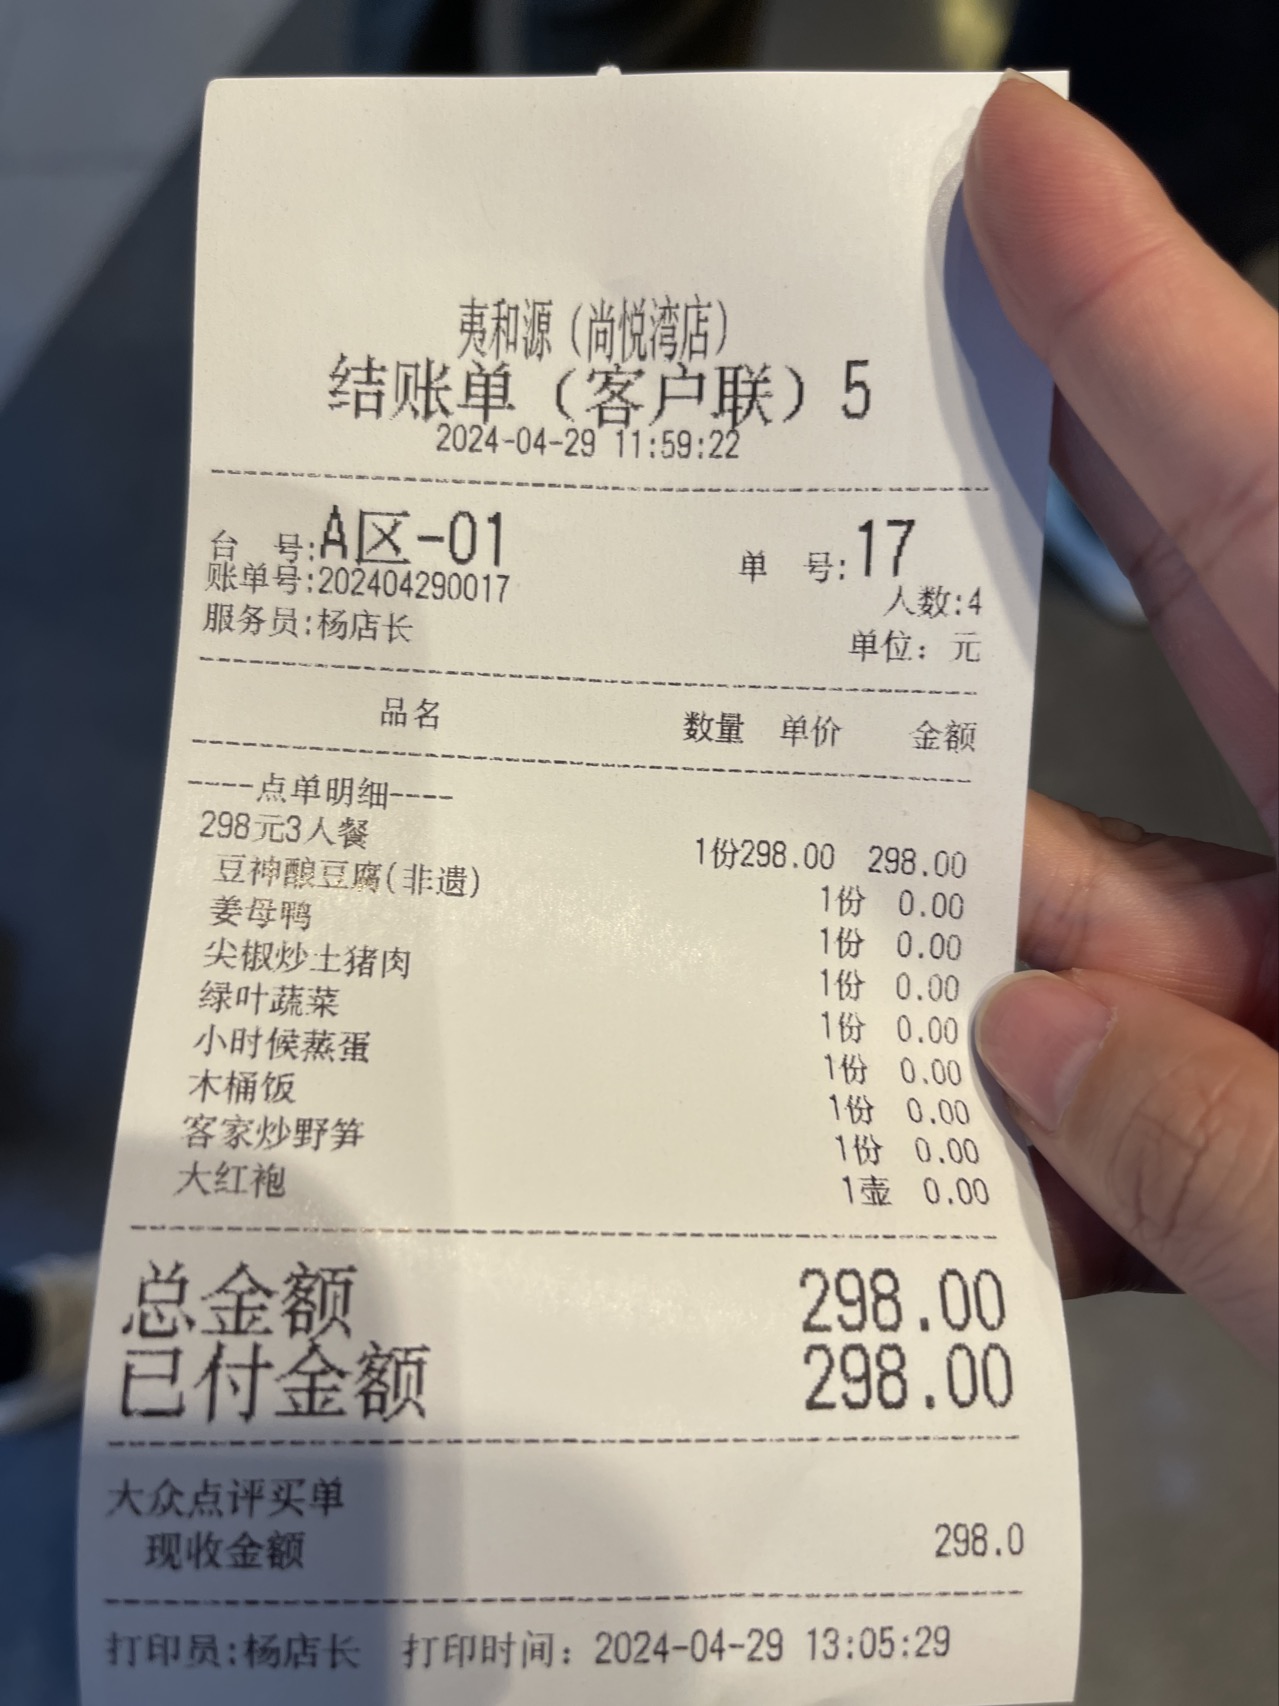 夷和源（尚悦湾店）
结账单（客户联）5
2024-04-29 11:59:22
台 号:A区-01 单 号:17
账单号:202404290017 人数:4
服务员:杨店长 单位：元
品名 数量 单价 金额
----点单明细----
298元3人餐 1份298.00 298.00
豆神酿豆腐(非遗) 1份 0.00
姜母鸭 1份 0.00
尖椒炒土猪肉 1份 0.00
绿叶蔬菜 1份 0.00
小时候蒸蛋 1份 0.00
木桶饭 1份 0.00
客家炒野笋 1份 0.00
大红袍 1壶 0.00
总金额 298.00
已付金额 298.00
大众点评买单
现收金额 298.0
打印员:杨店长 打印时间：2024-04-29 13:05:29